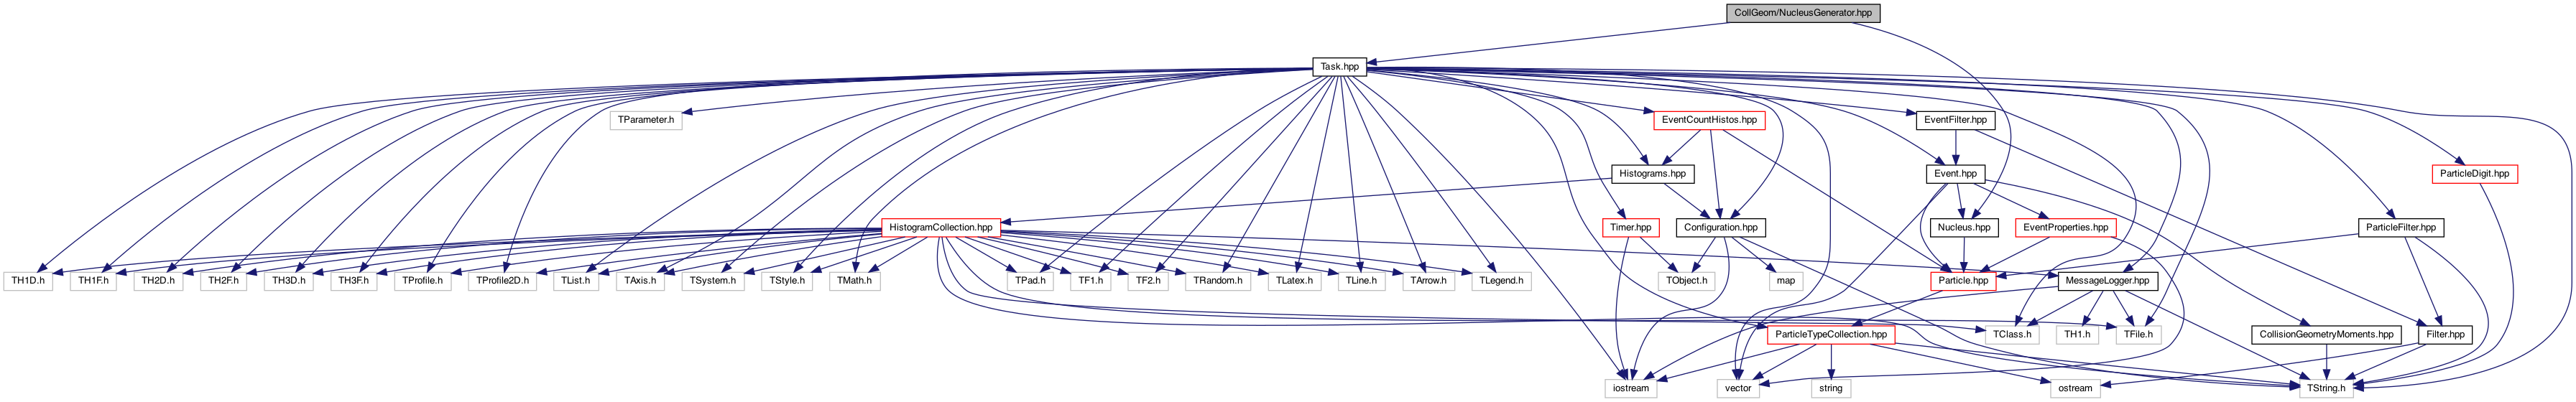 CollGeom/NucleusGenerator.hpp
Task.hpp
TParameter.h
EventCountHistos.hpp
EventFilter.hpp
Histograms.hpp
Event.hpp
ParticleDigit.hpp
HistogramCollection.hpp
Timer.hpp
Configuration.hpp
Nucleus.hpp
EventProperties.hpp
ParticleFilter.hpp
TH1D.h
TH1F.h
TH2D.h
TH2F.h
TH3D.h
TH3F.h
TProfile.h
TProfile2D.h
TList.h
TAxis.h
TSystem.h
TStyle.h
TMath.h
TPad.h
TF1.h
TF2.h
TRandom.h
TLatex.h
TLine.h
TArrow.h
TLegend.h
TObject.h
map
Particle.hpp
MessageLogger.hpp
ParticleTypeCollection.hpp
TClass.h
TH1.h
TFile.h
CollisionGeometryMoments.hpp
Filter.hpp
iostream
vector
string
ostream
TString.h